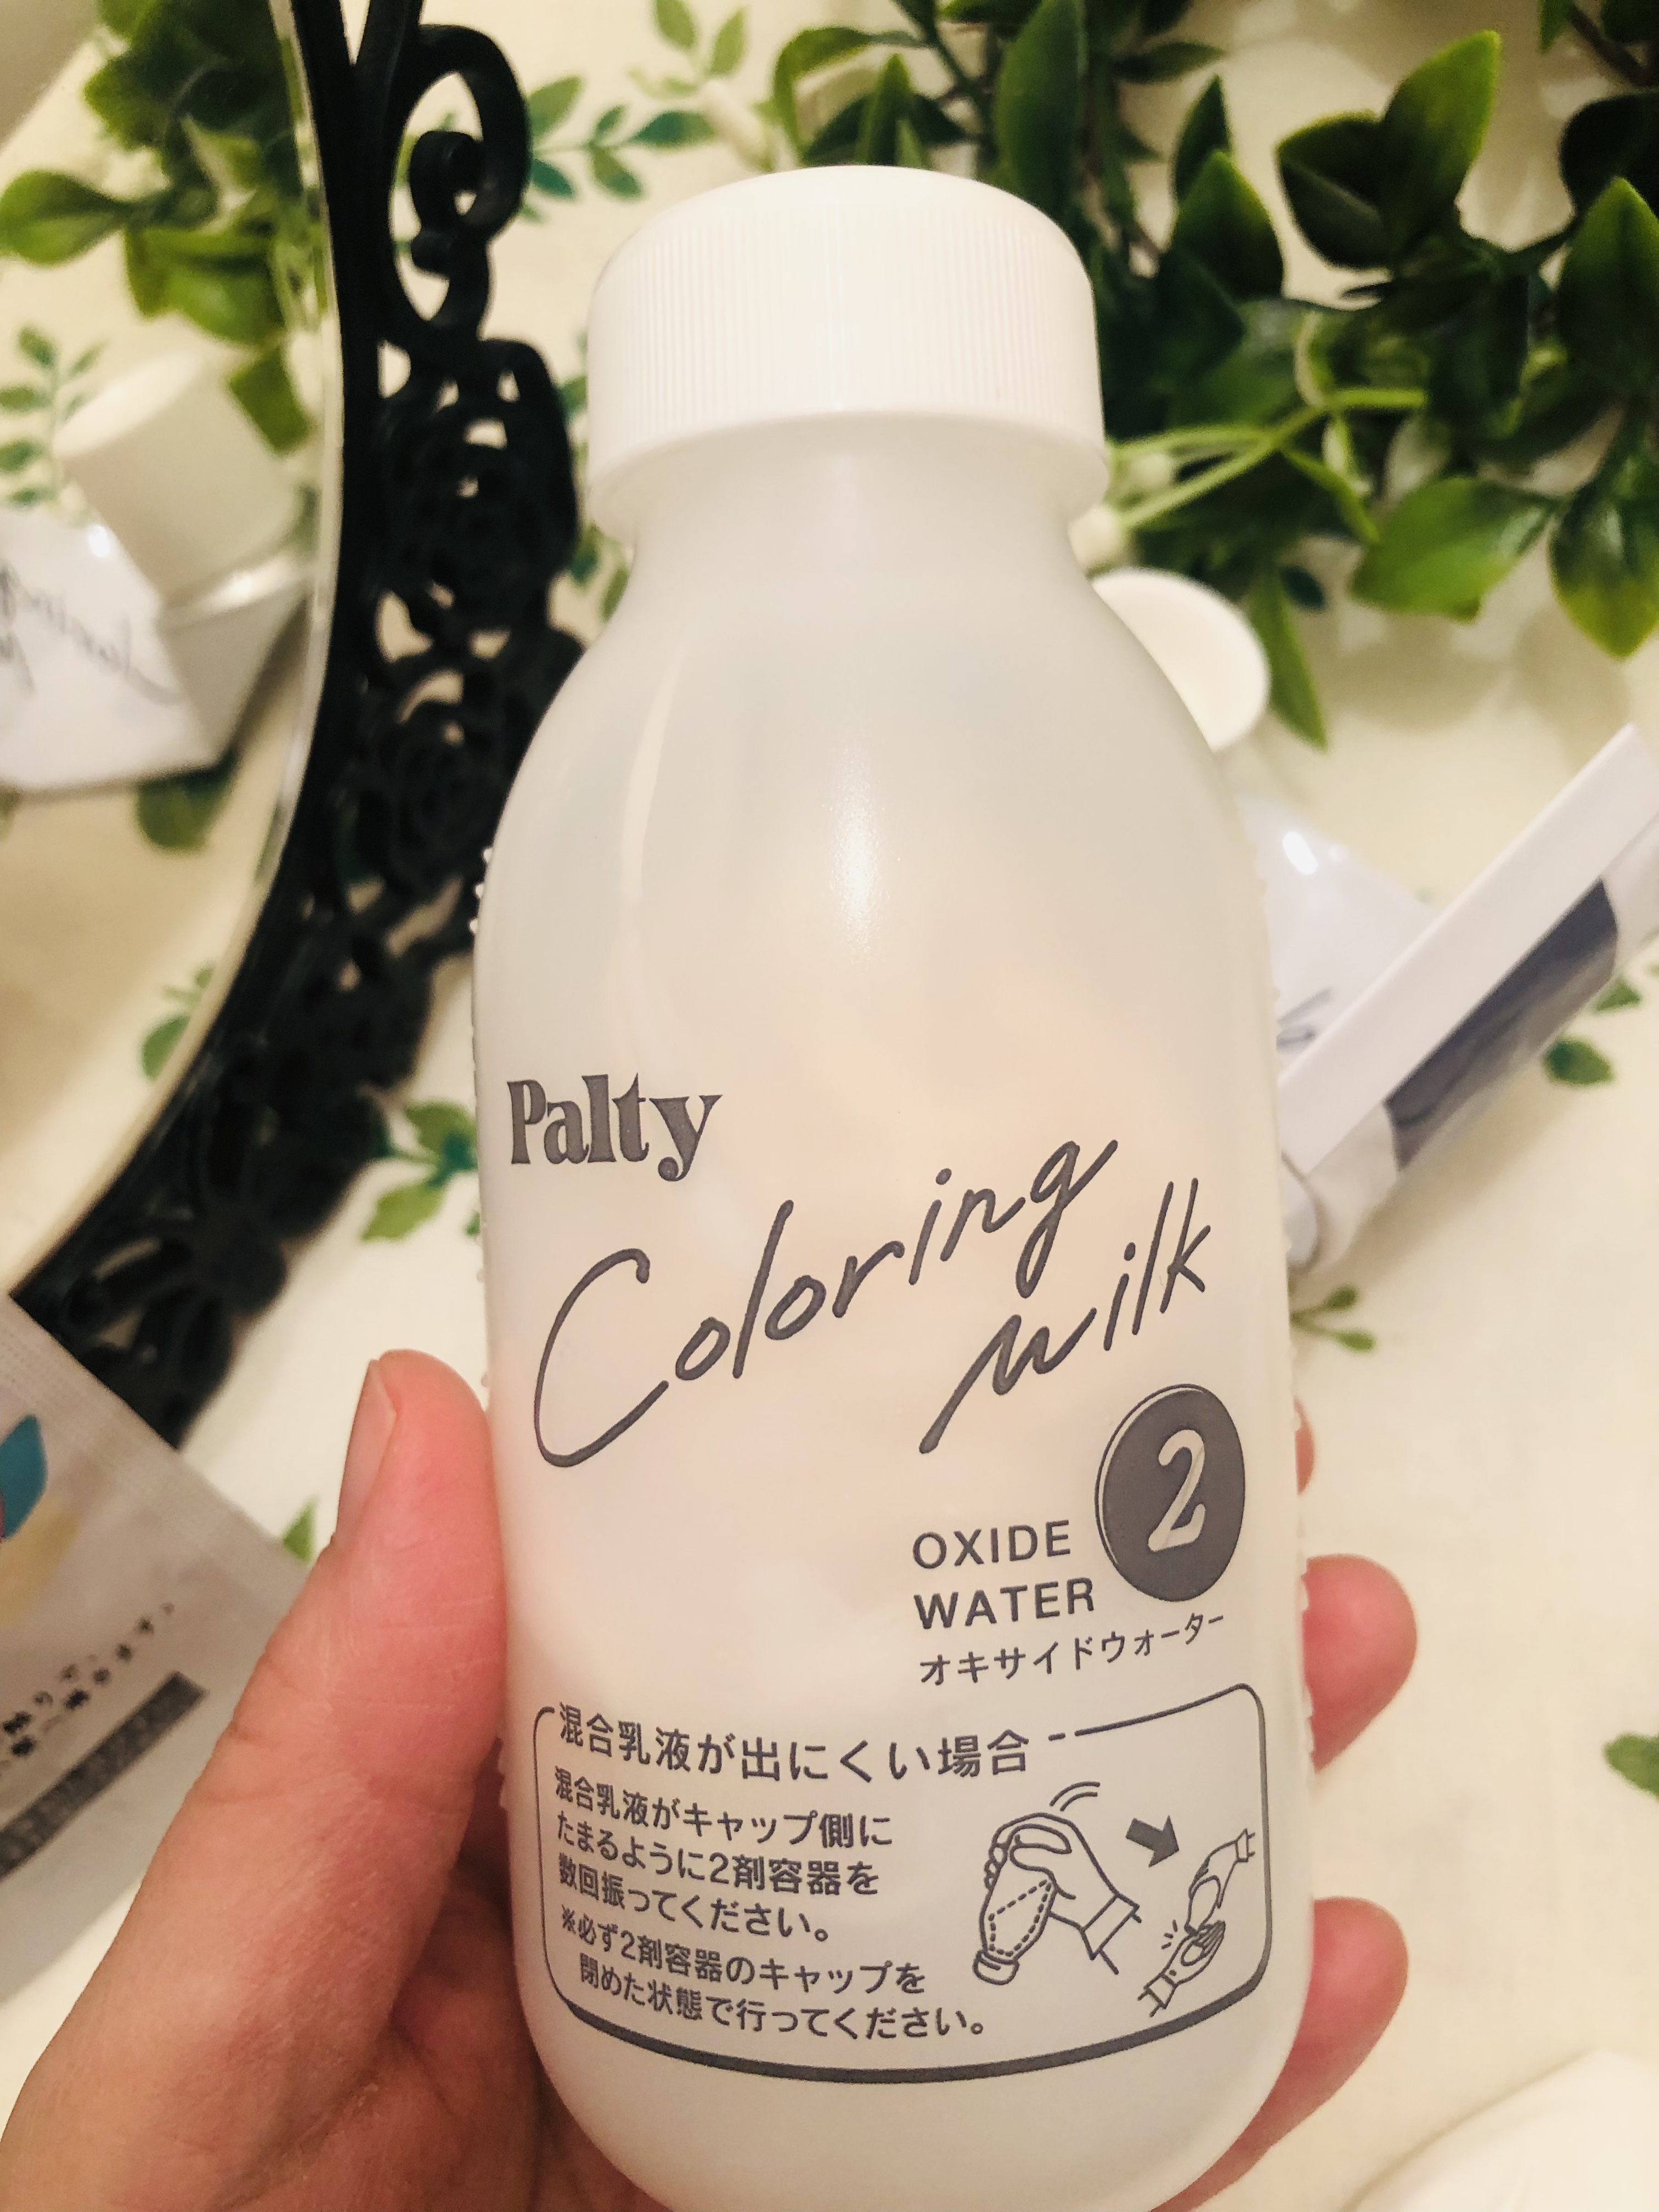 Palty
Coloring
milk
2
OXIDE
WATER
オキサイドウォーター
混合乳液が出にくい場合
混合乳液がキャップ側に
たまるように2剤容器を
数回振ってください。
※必ず2剤容器のキャップを
閉めた状態で行ってください。